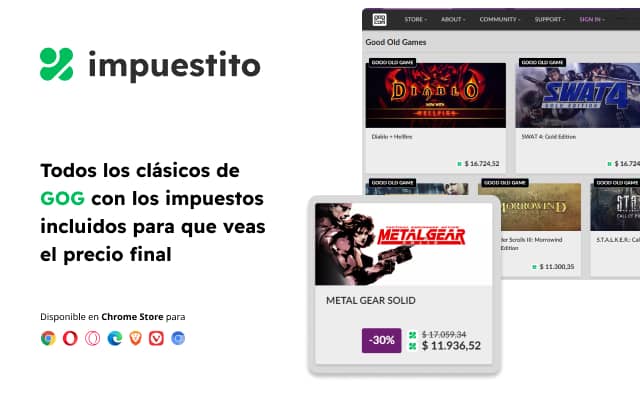 impuestito
Todos los clásicos de
GOG con los impuestos
incluidos para que veas
el precio final
Disponible en Chrome Store para
GOG
COM
STORE
ABOUT
COMMUNITY
SUPPORT
SIGN IN
Good Old Games
GOOD OLD GAME
DIABLO
NOW WITH
HELLFIRE
Diablo + Hellfire
$ 16.724,52
GOOD OLD GAME
SWAT 4
GOLD EDITION
SWAT 4: Gold Edition
$ 16.724,
GOOD OLD GAME
GOOD OLD GAME
MORROWIND
er Scrolls III: Morrowind
Edition
$ 11.300,35
GOOD OLD GAME
S.T.A.L.K.E.R.: Cal
METAL GEAR
SOLID
METAL GEAR SOLID
-30%
$ 17.059.34
$ 11.936,52